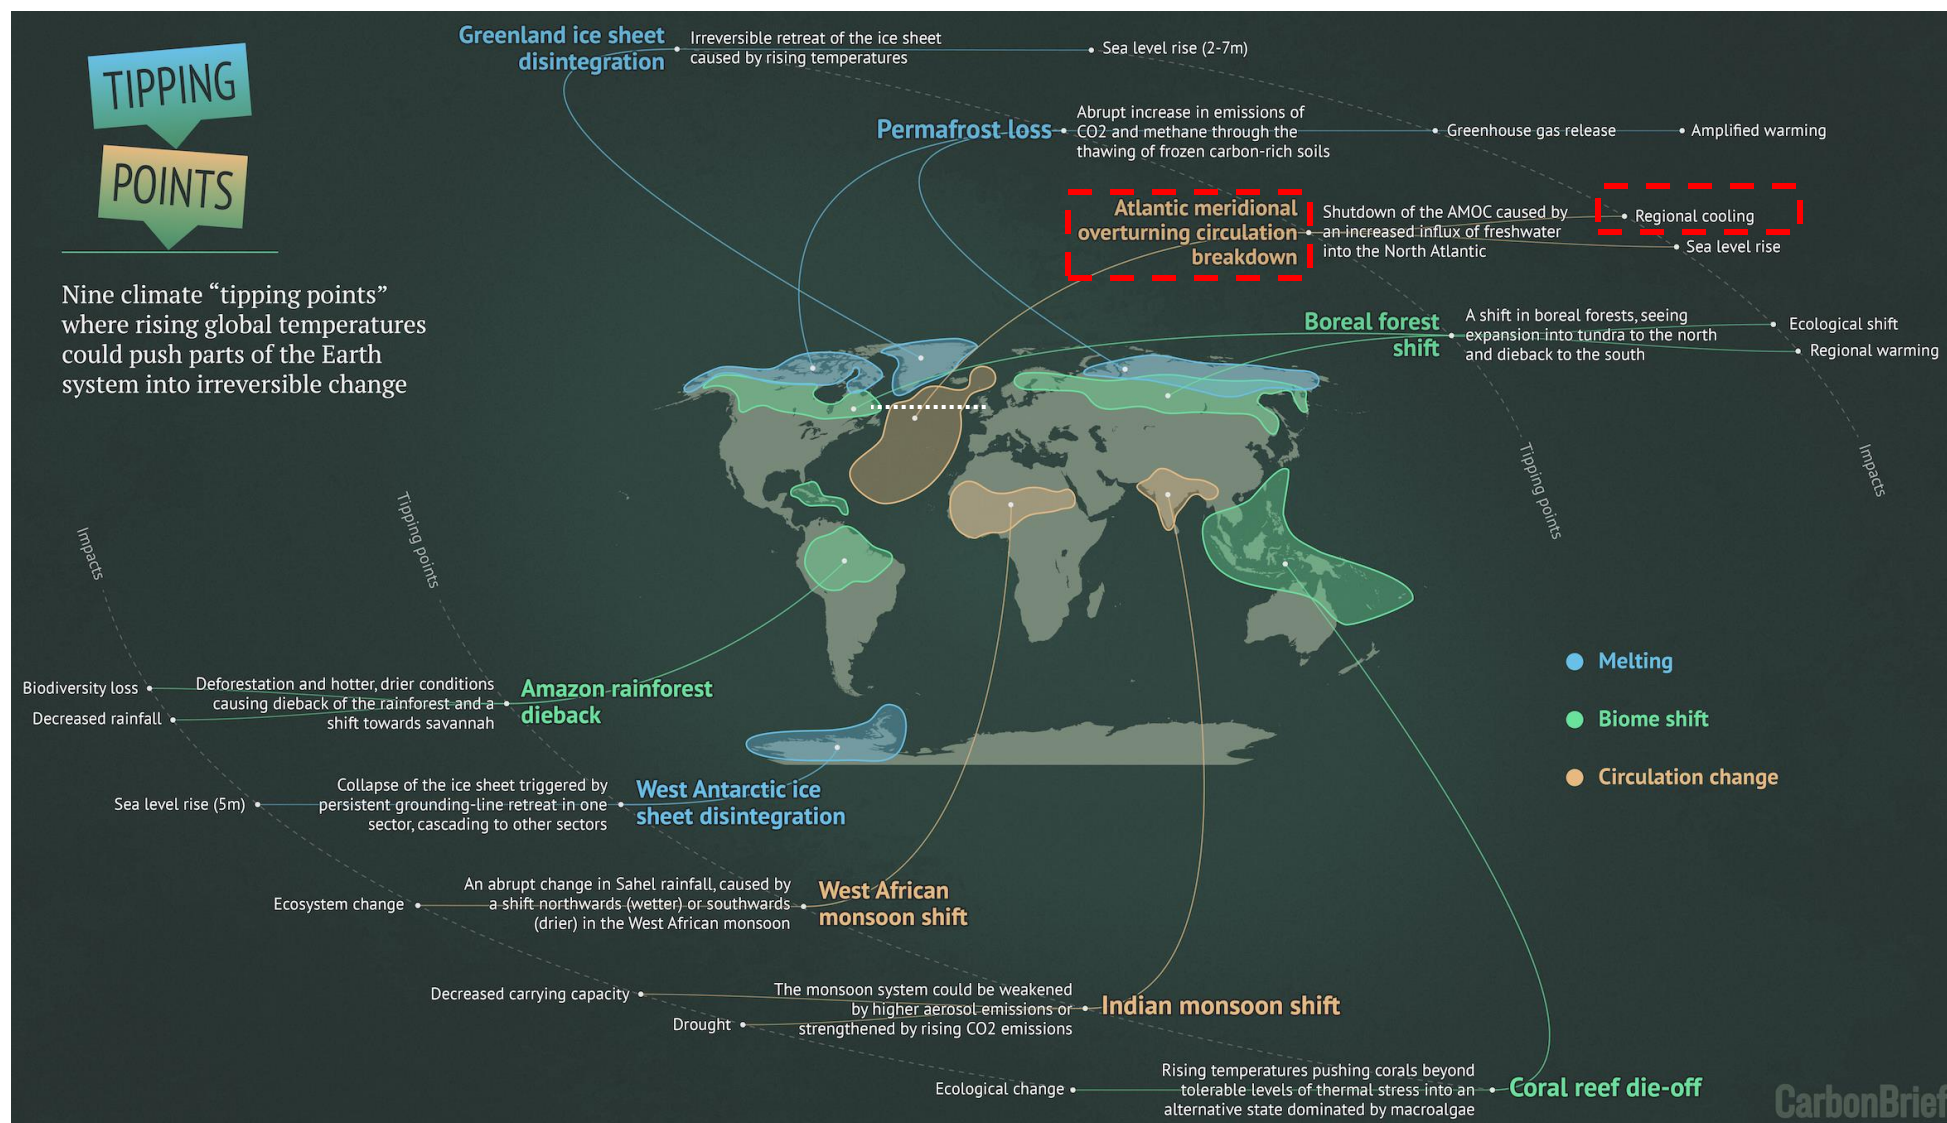 TIPPING
POINTS
Nine climate “tipping points”
where rising global temperatures
could push parts of the Earth
system into irreversible change
Greenland ice sheet
disintegration
Irreversible retreat of the ice sheet
caused by rising temperatures
Sea level rise (2-7m)
Permafrost loss
Abrupt increase in emissions of
CO2 and methane through the
thawing of frozen carbon-rich soils
Greenhouse gas release
Amplified warming
Atlantic meridional
overturning circulation
breakdown
Shutdown of the AMOC caused by
an increased influx of freshwater
into the North Atlantic
Regional cooling
Sea level rise
Boreal forest
shift
A shift in boreal forests, seeing
expansion into tundra to the north
and dieback to the south
Ecological shift
Regional warming
Tipping points
Impacts
Impacts
Tipping points
Biodiversity loss
Decreased rainfall
Deforestation and hotter, drier conditions
causing dieback of the rainforest and a
shift towards savannah
Amazon rainforest
dieback
Melting
Biome shift
Circulation change
Sea level rise (5m)
Collapse of the ice sheet triggered by
persistent grounding-line retreat in one
sector, cascading to other sectors
West Antarctic ice
sheet disintegration
Ecosystem change
An abrupt change in Sahel rainfall, caused by
a shift northwards (wetter) or southwards
(drier) in the West African monsoon
West African
monsoon shift
Decreased carrying capacity
Drought
The monsoon system could be weakened
by higher aerosol emissions or
strengthened by rising CO2 emissions
Indian monsoon shift
Ecological change
Rising temperatures pushing corals beyond
tolerable levels of thermal stress into an
alternative state dominated by macroalgae
Coral reef die-off
CarbonBrief